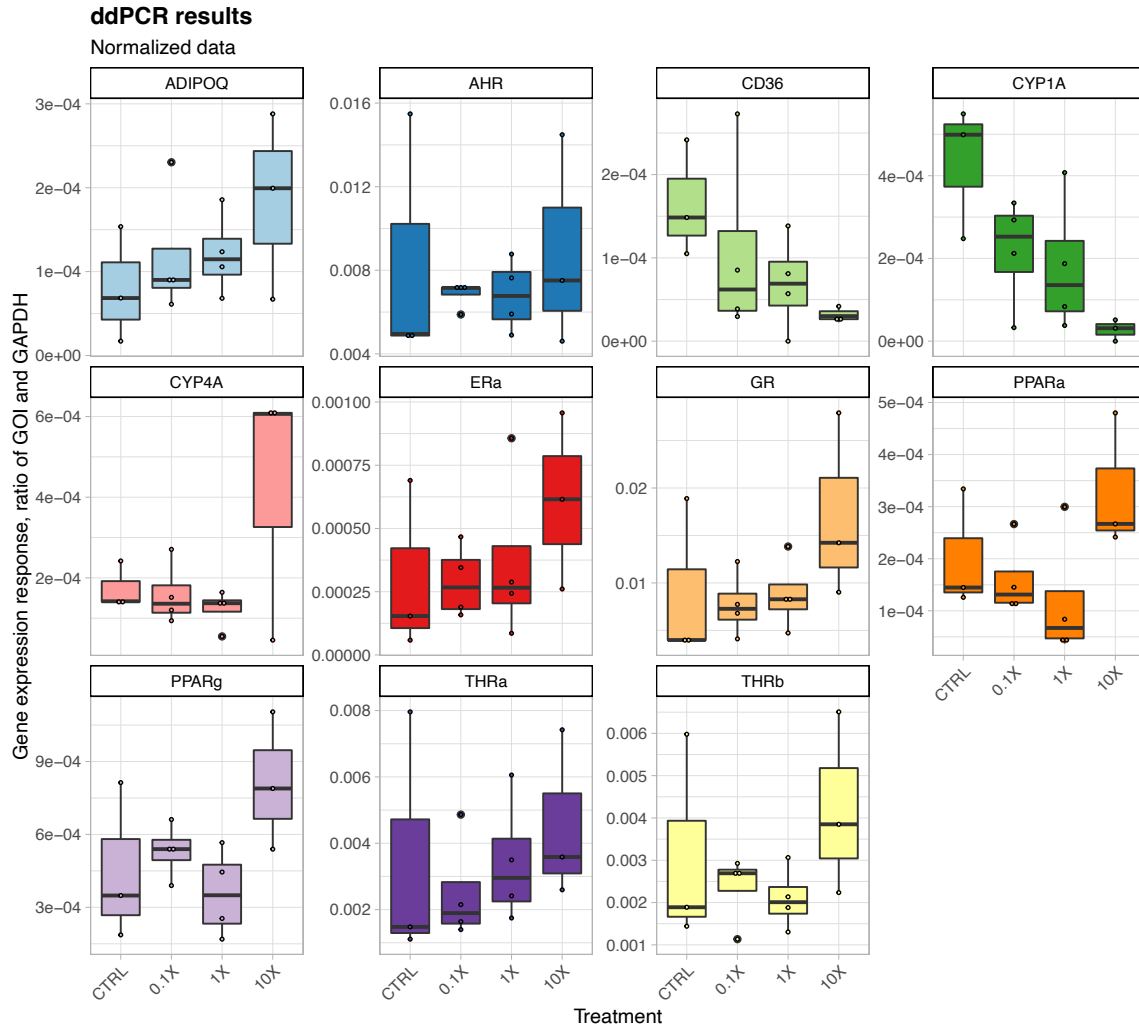 ddPCR results
Normalized data
Gene expression response, ratio of GOI and GAPDH
ADIPOQ
3e−04
2e−04
1e−04
0e+00
AHR
0.016
0.012
0.008
0.004
CD36
2e−04
1e−04
0e+00
CYP1A
4e−04
2e−04
0e+00
CYP4A
6e−04
4e−04
2e−04
ERa
0.00100
0.00075
0.00050
0.00025
0.00000
GR
0.02
0.01
PPARa
5e−04
4e−04
3e−04
2e−04
1e−04
CTRL 0.1X 1X 10X
PPARg
9e−04
6e−04
3e−04
CTRL 0.1X 1X 10X
THRa
0.008
0.006
0.004
0.002
CTRL 0.1X 1X 10X
THRb
0.006
0.005
0.004
0.003
0.002
0.001
CTRL 0.1X 1X 10X
Treatment